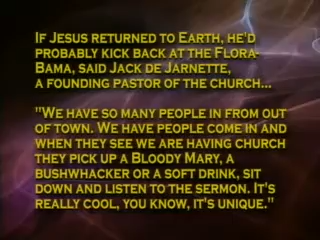 If Jesus returned to Earth, he'd
probably kick back at the Flora-
Bama, said Jack de Jarnette,
a founding pastor of the church...
"We have so many people in from out
of town. We have people come in and
when they see we are having church
they pick up a Bloody Mary, a
bushwhacker or a soft drink, sit
down and listen to the sermon. It's
really cool, you know, it's unique."